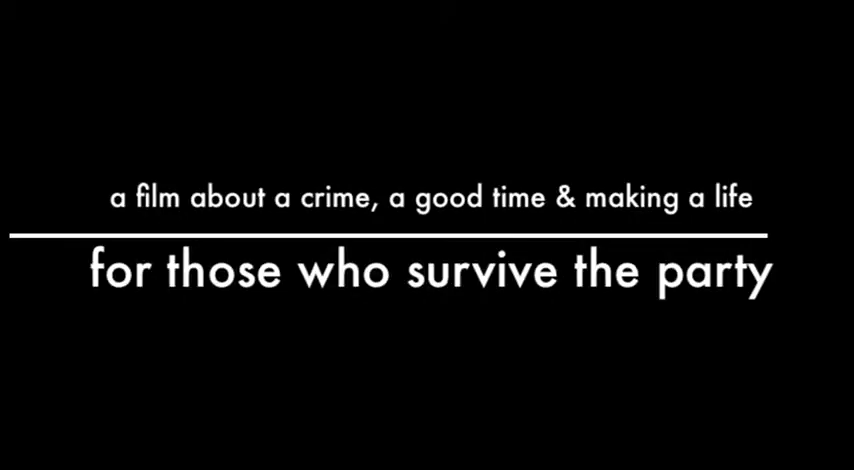 a film about a crime, a good time & making a life
for those who survive the party